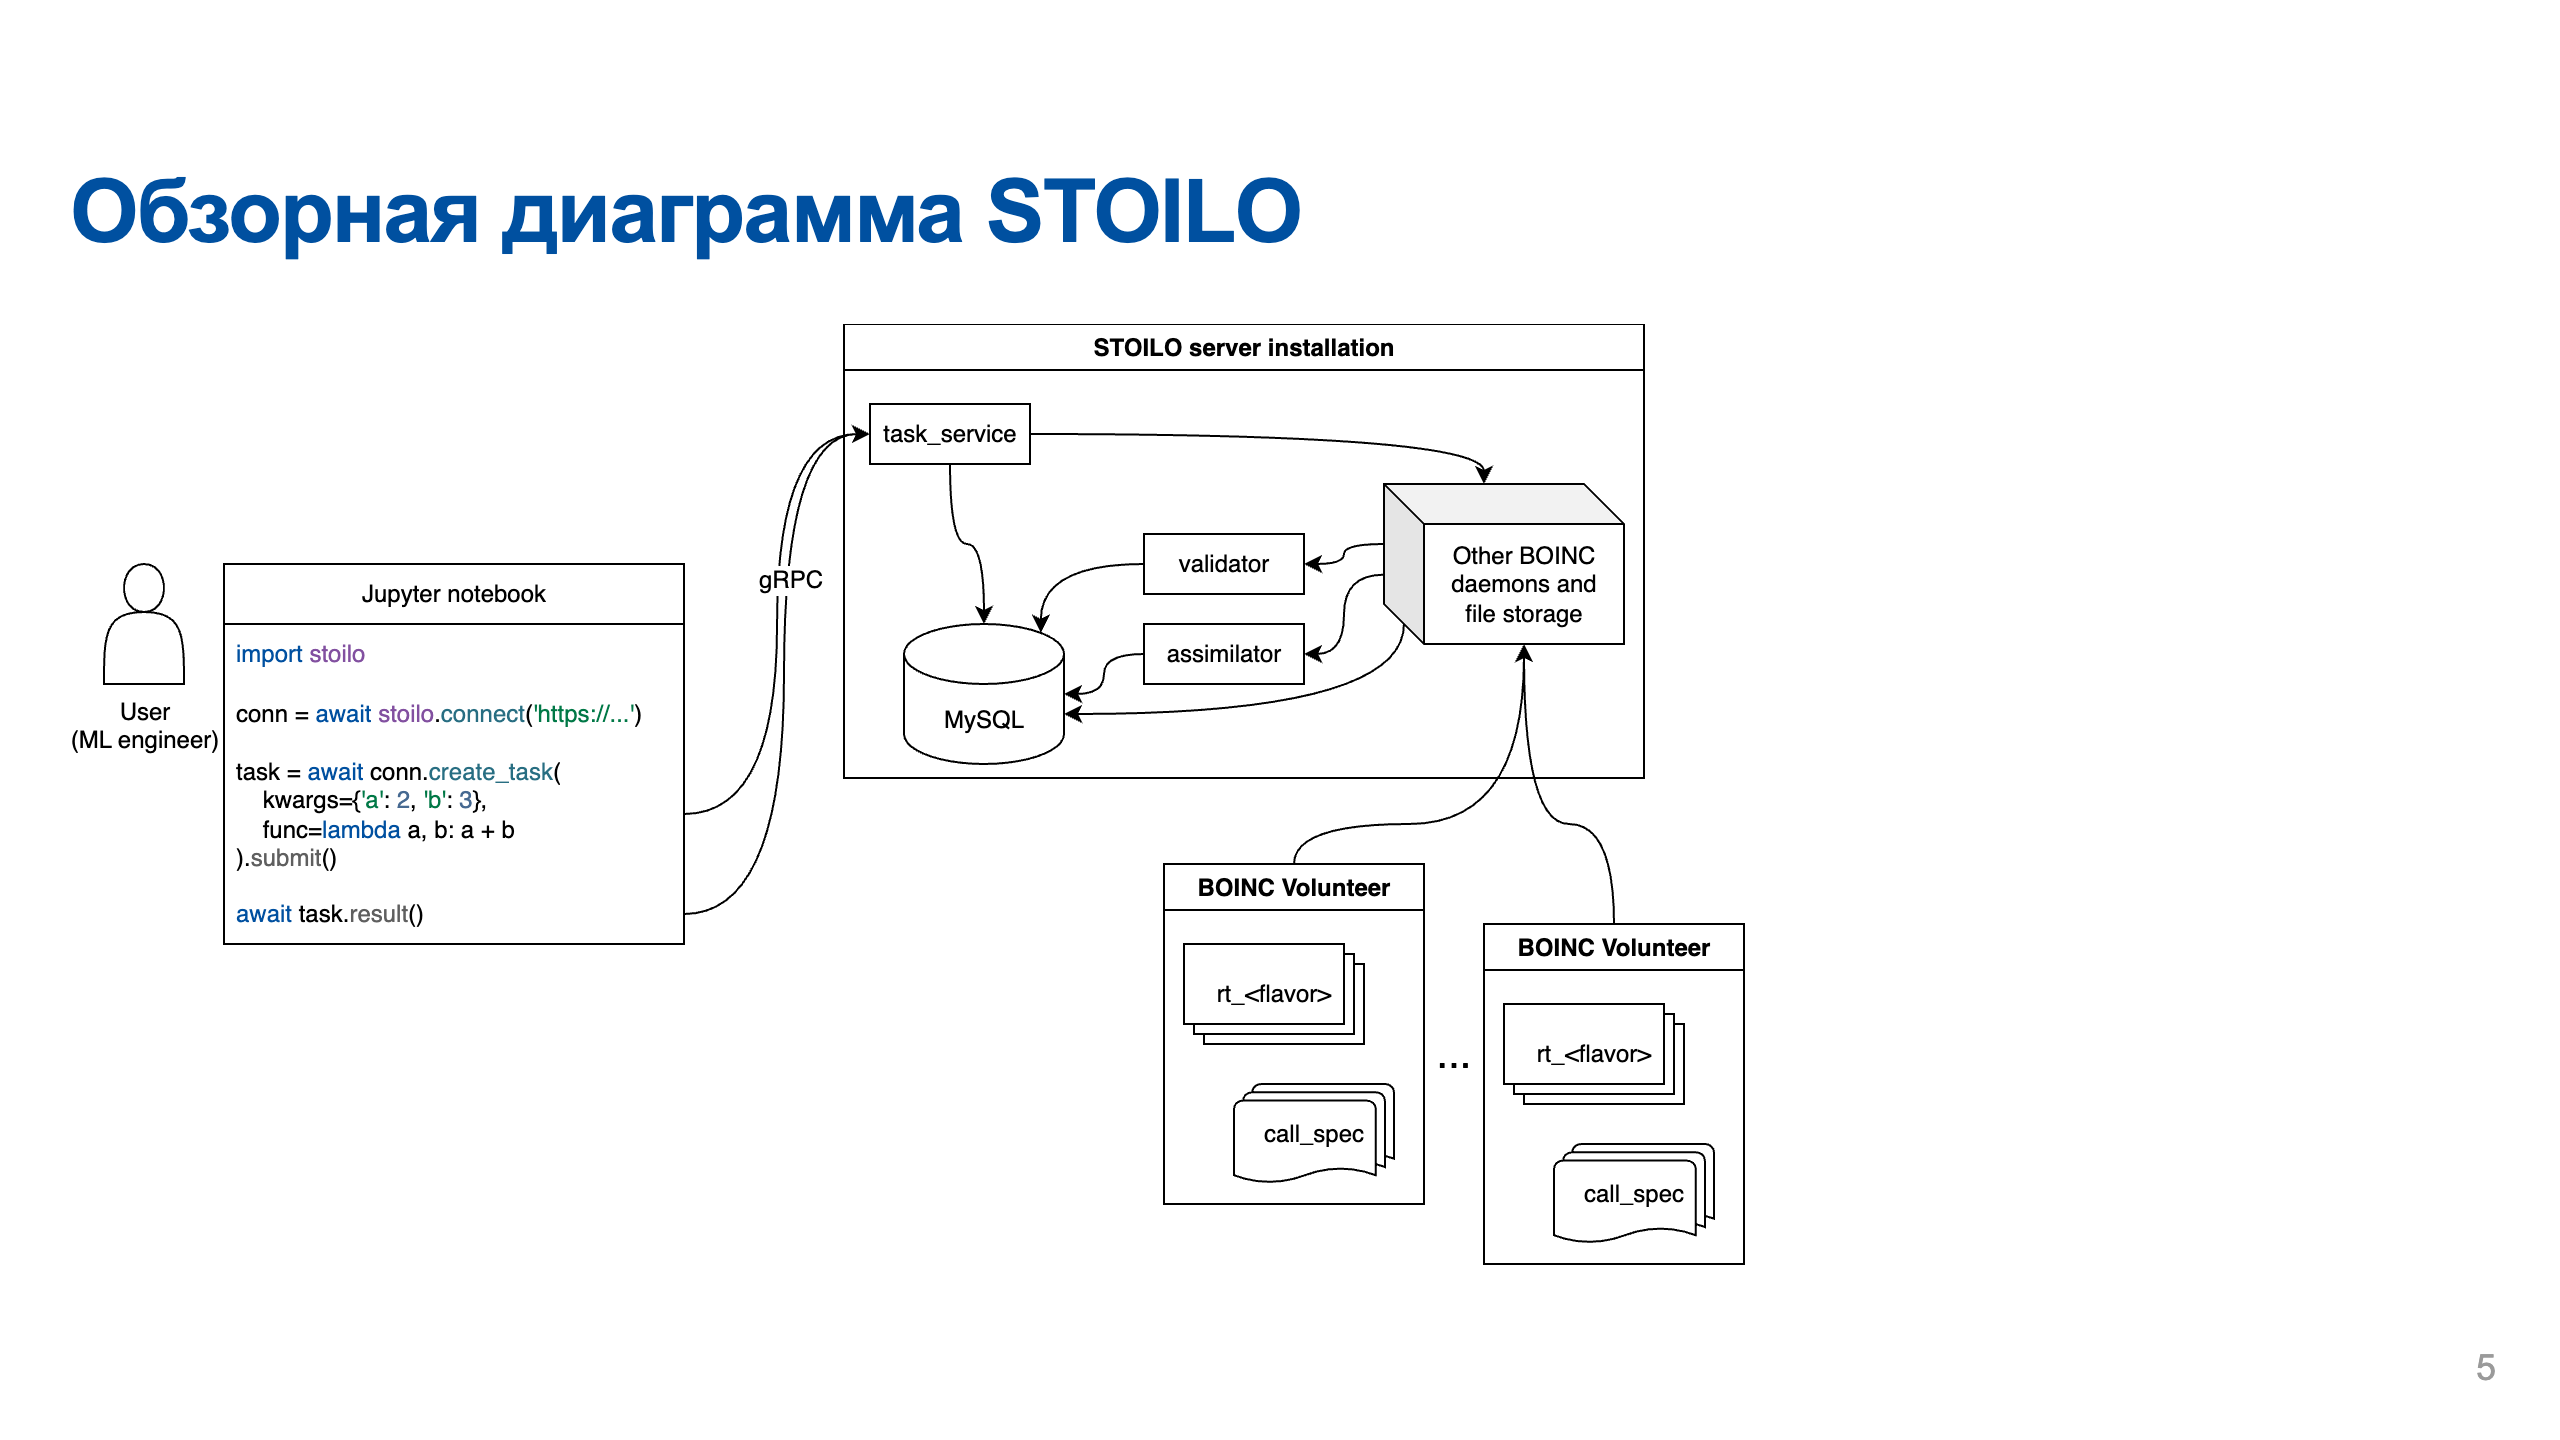 Обзорная диаграмма STOILO
STOILO server installation
task_service
validator
assimilator
Other BOINC
daemons and
file storage
MySQL
gRPC
User
(ML engineer)
Jupyter notebook
import stoilo
conn = await stoilo.connect('https://...')
task = await conn.create_task(
kwargs={'a': 2, 'b': 3},
func=lambda a, b: a + b
).submit()
await task.result()
BOINC Volunteer
rt_<flavor>
call_spec
...
BOINC Volunteer
rt_<flavor>
call_spec
5